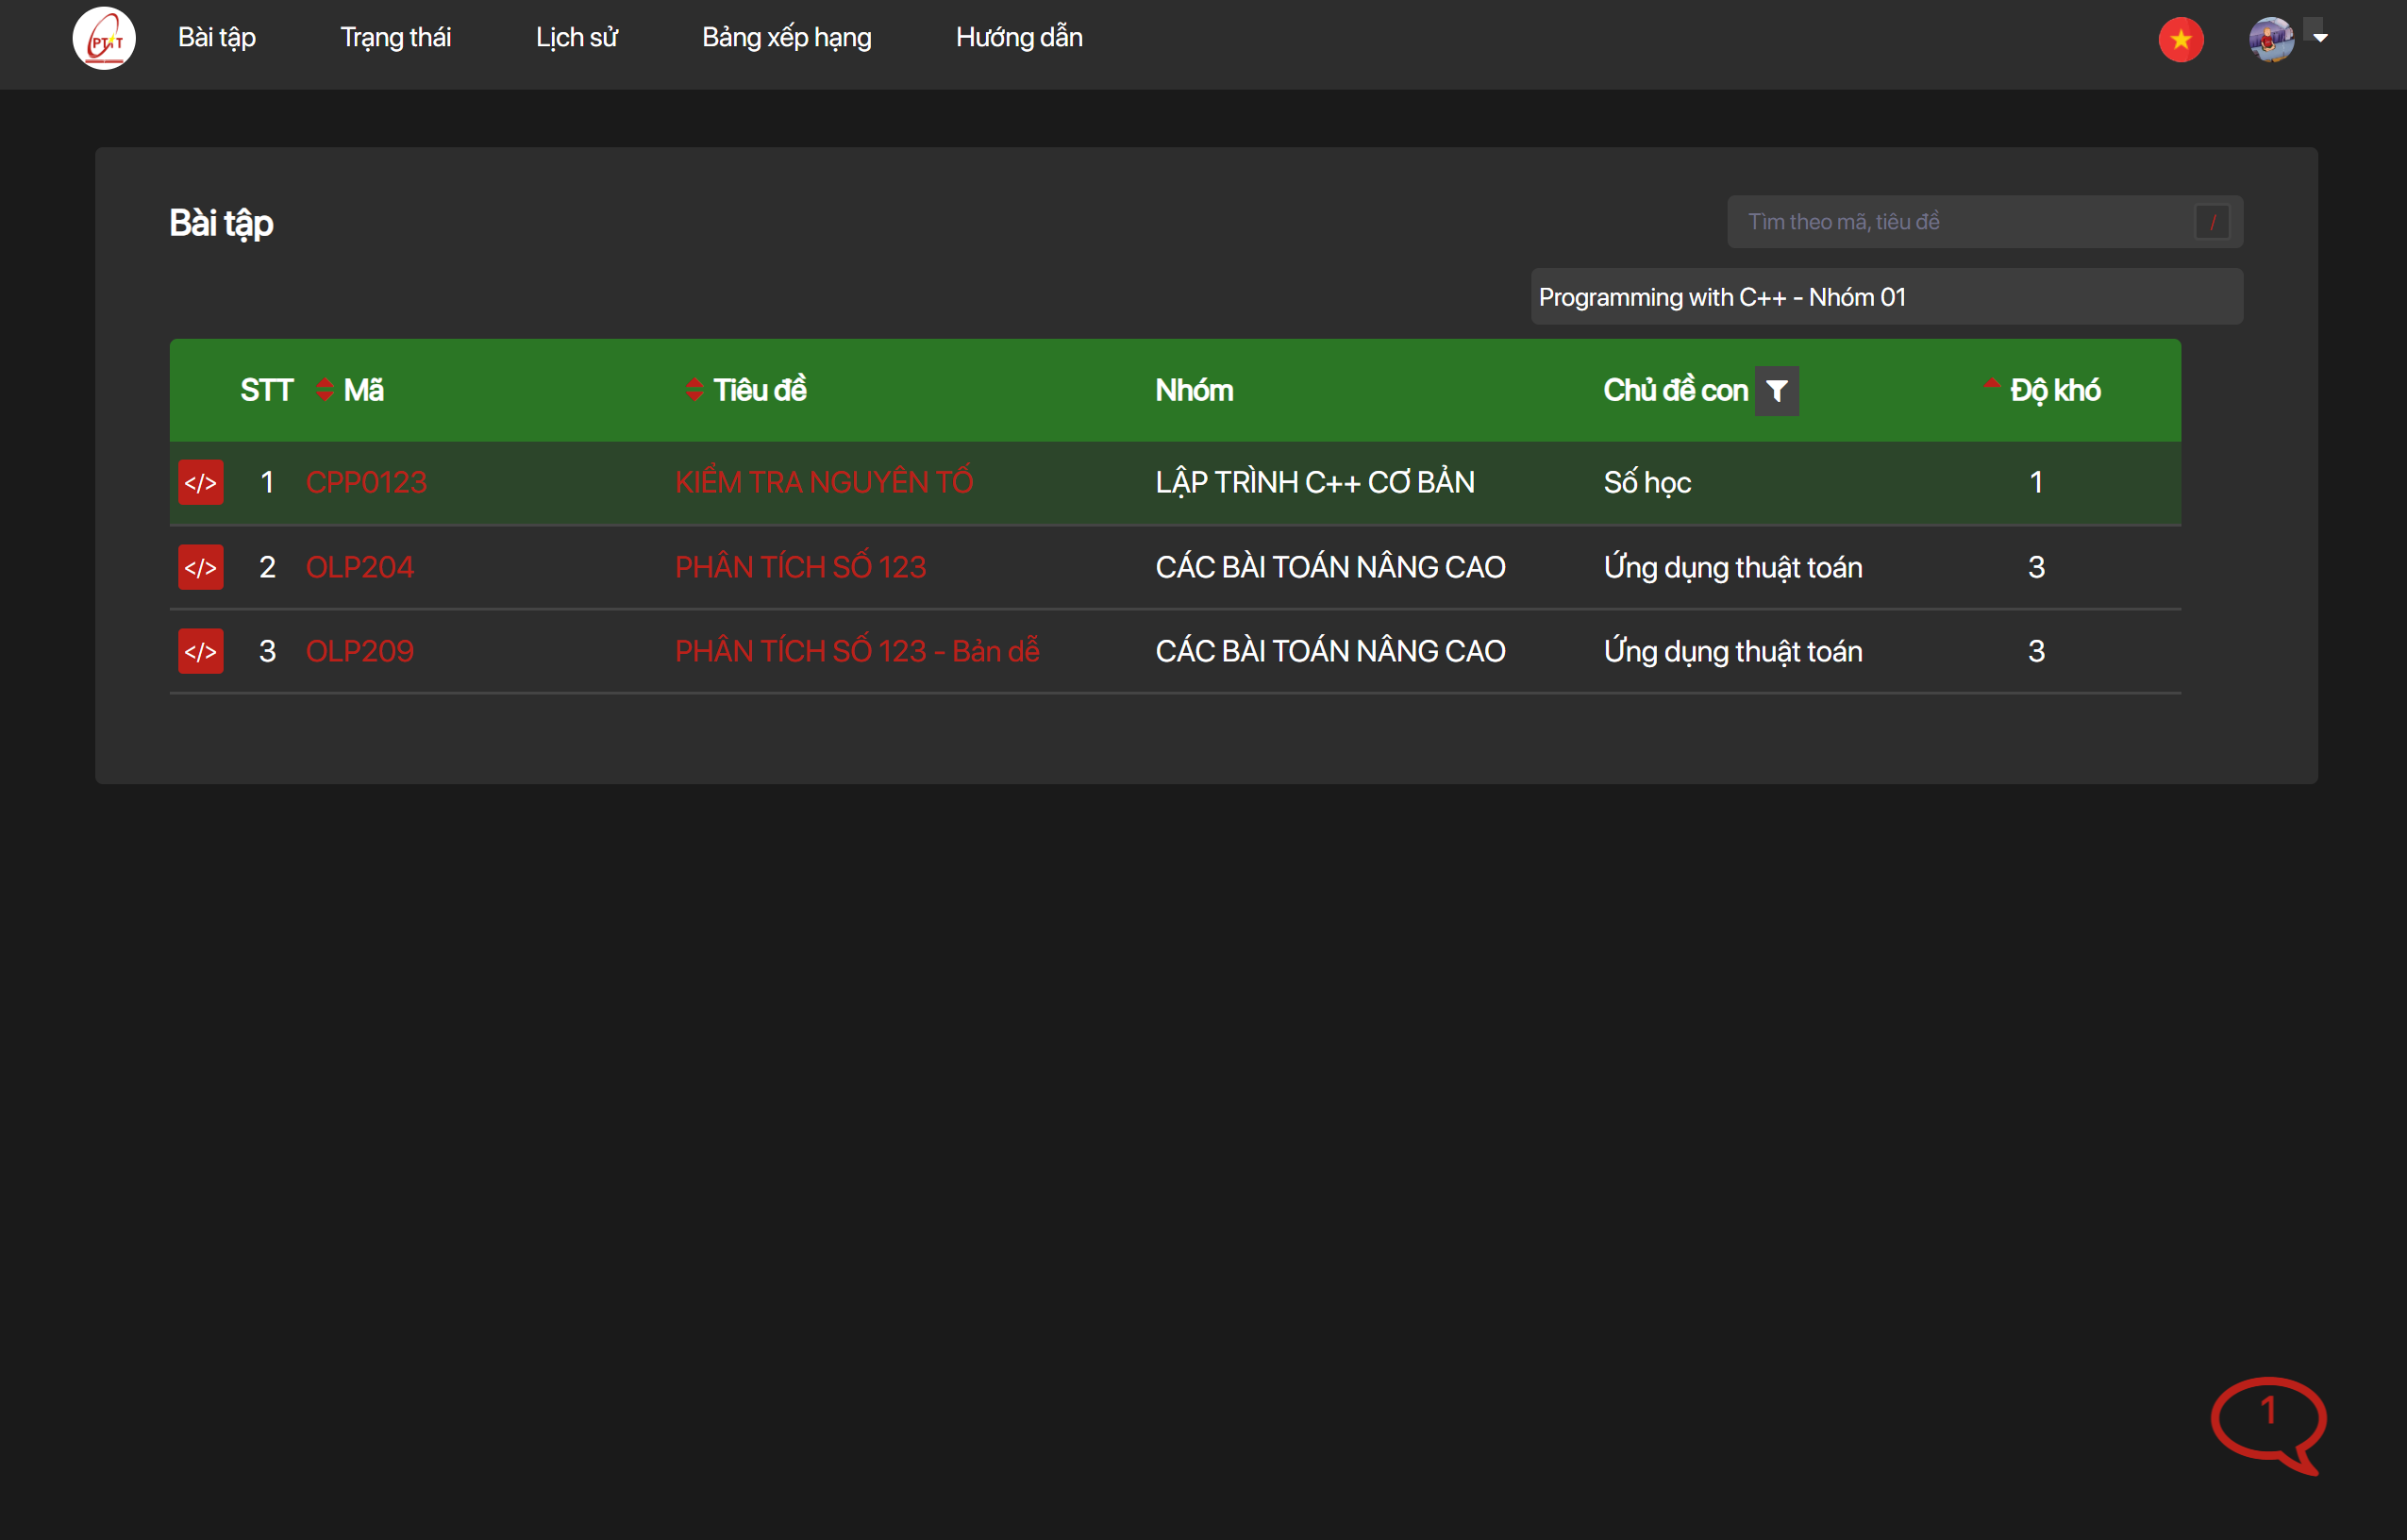 PTIT
Bài tập
Trạng thái
Lịch sử
Bảng xếp hạng
Hướng dẫn
Bài tập
Tìm theo mã, tiêu đề
/
Programming with C++ - Nhóm 01
STT Mã Tiêu đề Nhóm Chủ đề con Độ khó
</> 1 CPP0123 KIỂM TRA NGUYÊN TỐ LẬP TRÌNH C++ CƠ BẢN Số học 1
</> 2 OLP204 PHÂN TÍCH SỐ 123 CÁC BÀI TOÁN NÂNG CAO Ứng dụng thuật toán 3
</> 3 OLP209 PHÂN TÍCH SỐ 123 - Bản dễ CÁC BÀI TOÁN NÂNG CAO Ứng dụng thuật toán 3
1